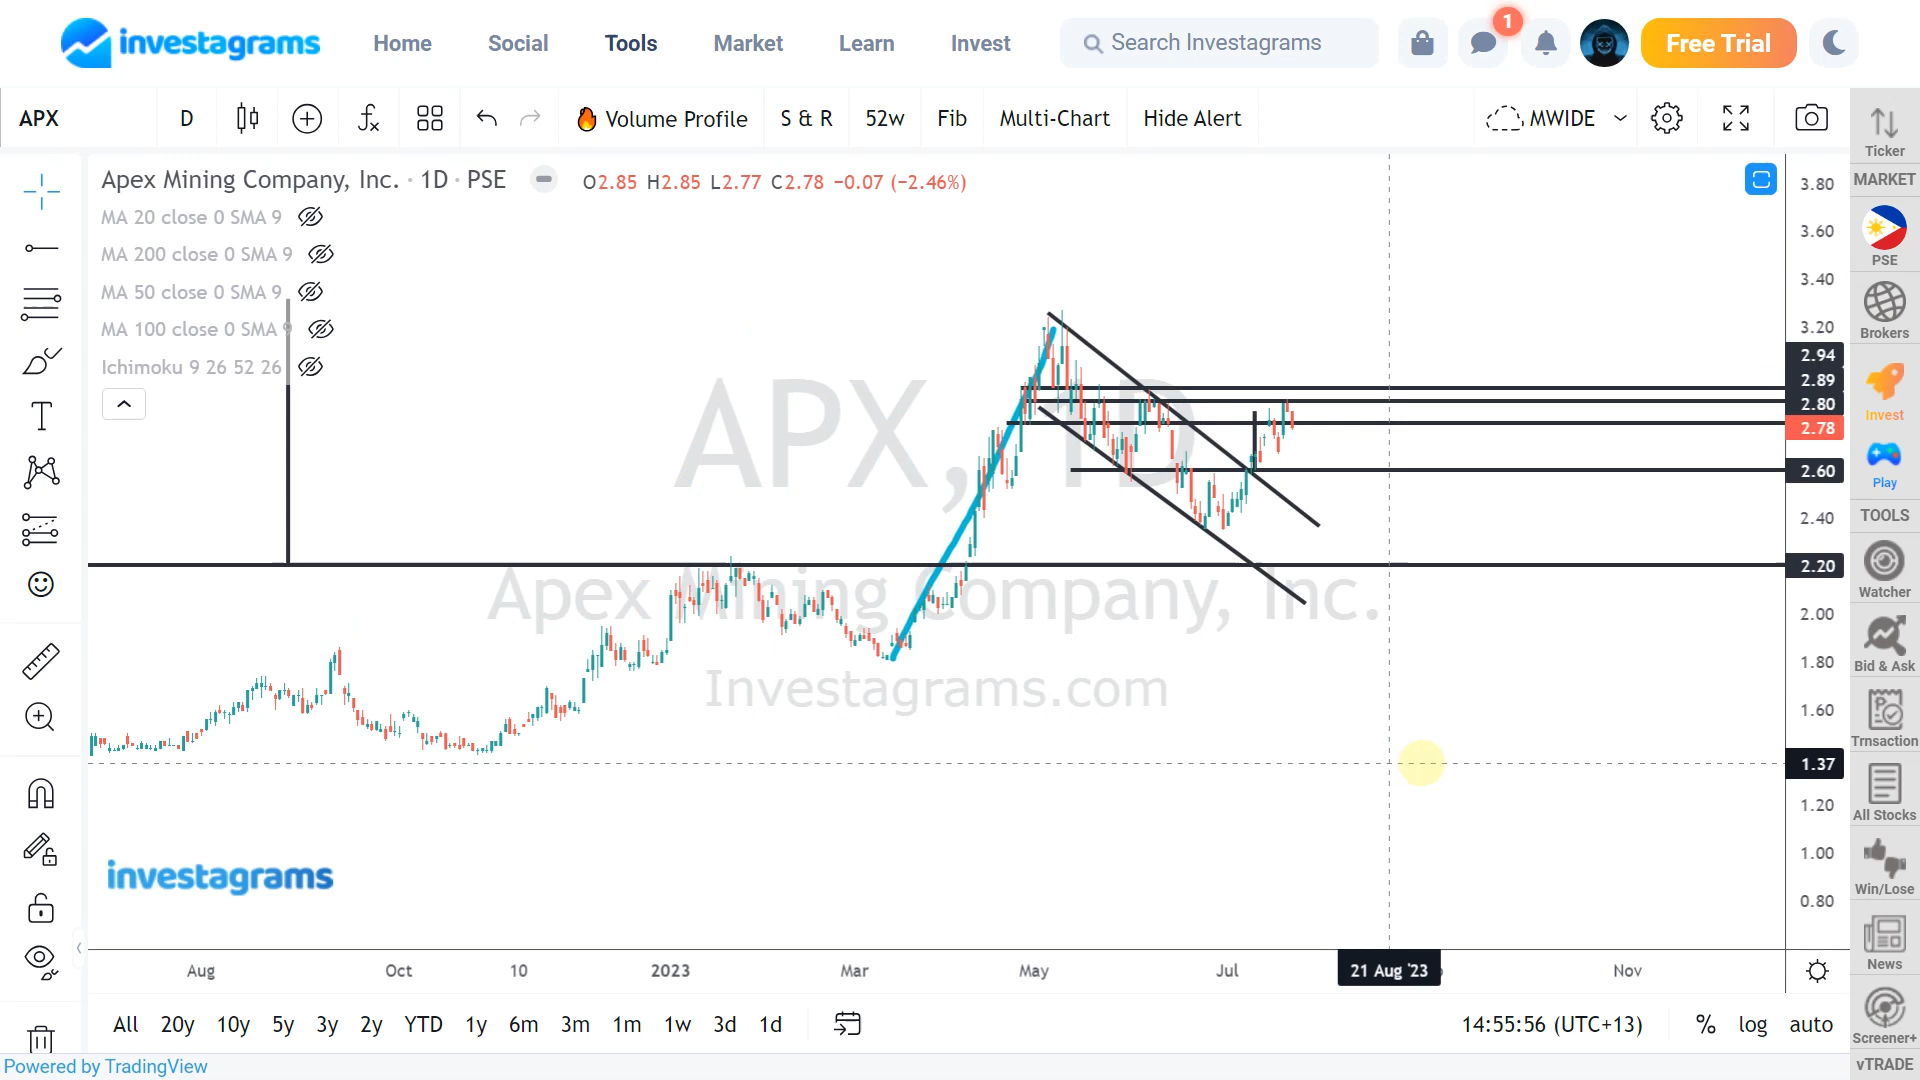 investagrams
Home Social Tools Market Learn Invest
Search Investagrams
1
Free Trial
APX D Volume Profile S & R 52w Fib Multi-Chart Hide Alert MWIDE
Apex Mining Company, Inc. · 1D · PSE O2.85 H2.85 L2.77 C2.78 −0.07 (−2.46%)
MA 20 close 0 SMA 9
MA 200 close 0 SMA 9
MA 50 close 0 SMA 9
MA 100 close 0 SMA 9
Ichimoku 9 26 52 26
APX, 1D
Apex Mining Company, Inc.
Investagrams.com
investagrams
3.80
3.60
3.40
3.20
2.94
2.89
2.80
2.78
2.60
2.40
2.20
2.00
1.80
1.60
1.37
1.20
1.00
0.80
Aug Oct 10 2023 Mar May Jul 21 Aug '23 Nov
All 20y 10y 5y 3y 2y YTD 1y 6m 3m 1m 1w 3d 1d
14:55:56 (UTC+13) % log auto
Powered by TradingView
Ticker
MARKET
PSE
Brokers
Invest
Play
TOOLS
Watcher
Bid & Ask
Trnsaction
All Stocks
Win/Lose
News
Screener+
vTRADE